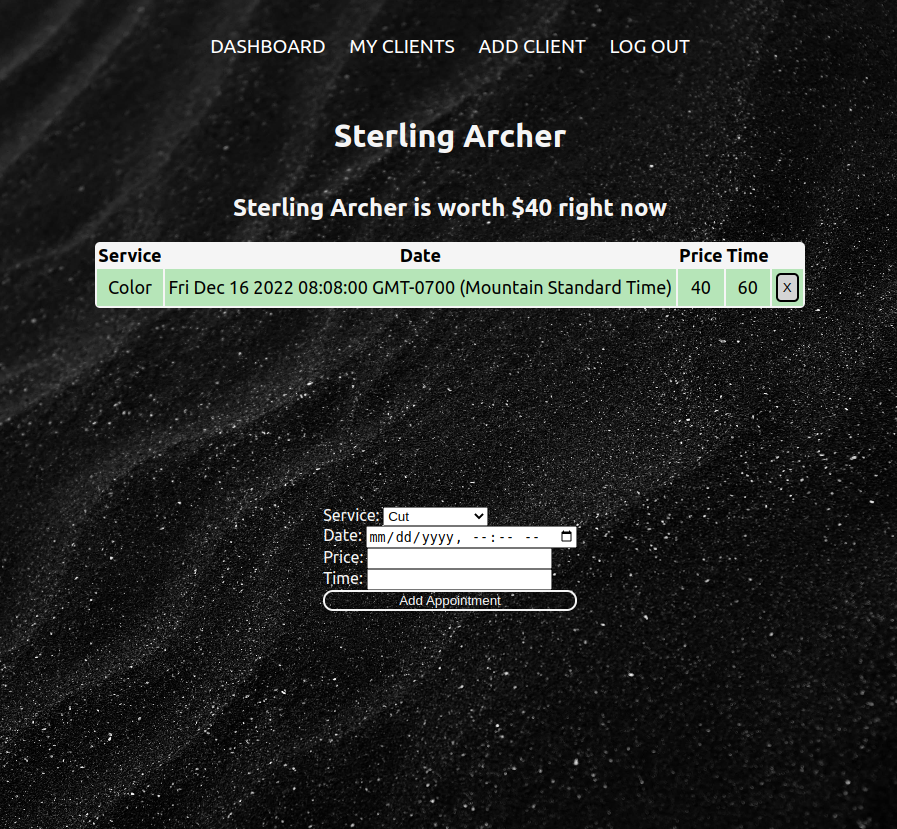 DASHBOARD MY CLIENTS ADD CLIENT LOG OUT
Sterling Archer
Sterling Archer is worth $40 right now
Service Date Price Time
Color Fri Dec 16 2022 08:08:00 GMT-0700 (Mountain Standard Time) 40 60 X
Service: Cut
Date: mm/dd/yyyy, --:-- --
Price:
Time:
Add Appointment